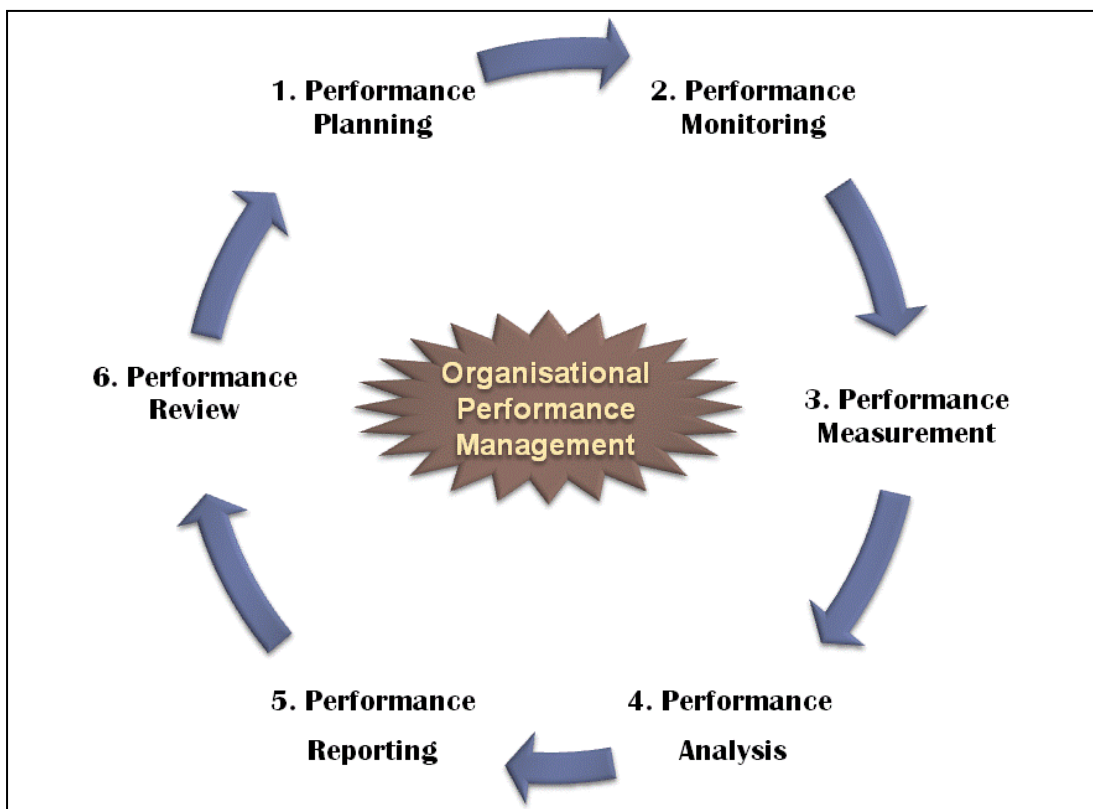 1. Performance
Planning
2. Performance
Monitoring
3. Performance
Measurement
4. Performance
Analysis
5. Performance
Reporting
6. Performance
Review
Organisational
Performance
Management